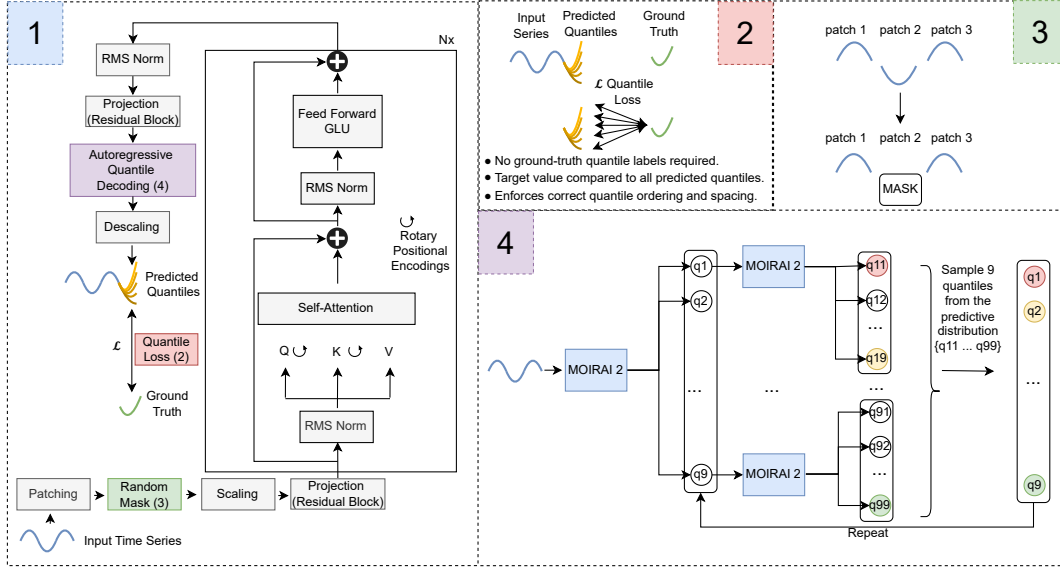 1
Nx
RMS Norm
Projection
(Residual Block)
Autoregressive
Quantile
Decoding (4)
Descaling
Predicted
Quantiles
ℒ
Quantile
Loss (2)
Ground
Truth
Feed Forward
GLU
RMS Norm
Rotary
Positional
Encodings
Self-Attention
Q
K
V
RMS Norm
Patching
Random
Mask (3)
Scaling
Projection
(Residual Block)
Input Time Series
2
Input
Series
Predicted
Quantiles
Ground
Truth
ℒ Quantile
Loss
● No ground-truth quantile labels required.
● Target value compared to all predicted quantiles.
● Enforces correct quantile ordering and spacing.
3
patch 1 patch 2 patch 3
patch 1 patch 2 patch 3
MASK
4
MOIRAI 2
q1
q2
...
q9
MOIRAI 2
...
MOIRAI 2
q11
q12
...
q19
...
q91
q92
...
q99
Sample 9
quantiles
from the
predictive
distribution
{q11 ... q99}
q1
q2
...
q9
Repeat